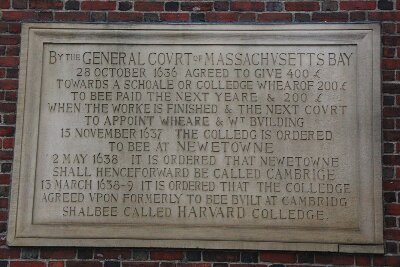 BY THE GENERAL COVRT OF MASSACHVSETTS BAY
28 OCTOBER 1636 AGREED TO GIVE 400 £
TOWARDS A SCHOALE OR COLLEDGE WHEAROF 200 £
TO BEE PAID THE NEXT YEARE & 200 £
WHEN THE WORKE IS FINISHED & THE NEXT COVRT
TO APPOINT WHEARE & WT BVILDING
15 NOVEMBER 1637 THE COLLEDG IS ORDERED
TO BEE AT NEWETOWNE
2 MAY 1638 IT IS ORDERED THAT NEWETOWNE
SHALL HENCEFORWARD BE CALLED CAMBRIGE
13 MARCH 1638-9 IT IS ORDERED THAT THE COLLEDGE
AGREED VPON FORMERLY TO BEE BVILT AT CAMBRIDG
SHALBEE CALLED HARVARD COLLEDGE.